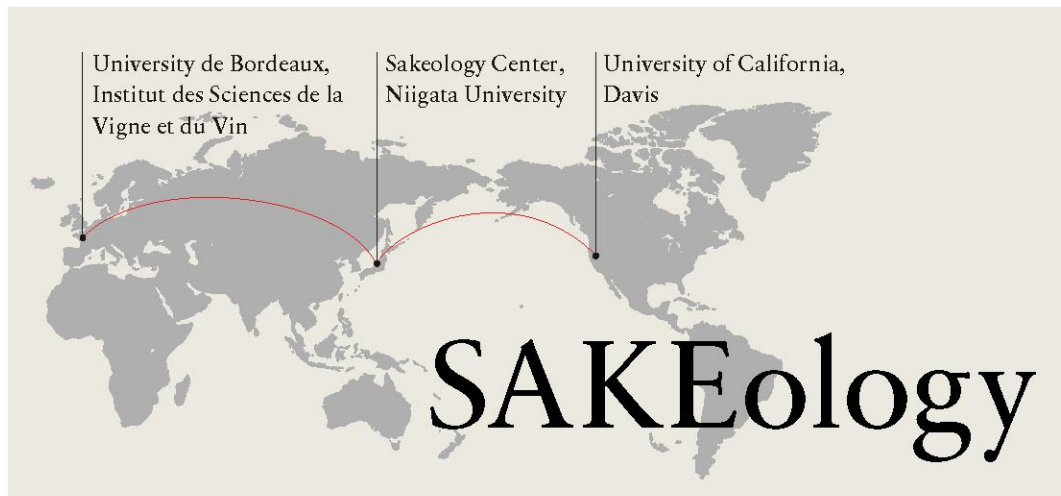 University de Bordeaux,
Institut des Sciences de la
Vigne et du Vin
Sakeology Center,
Niigata University
University of California,
Davis
SAKEology